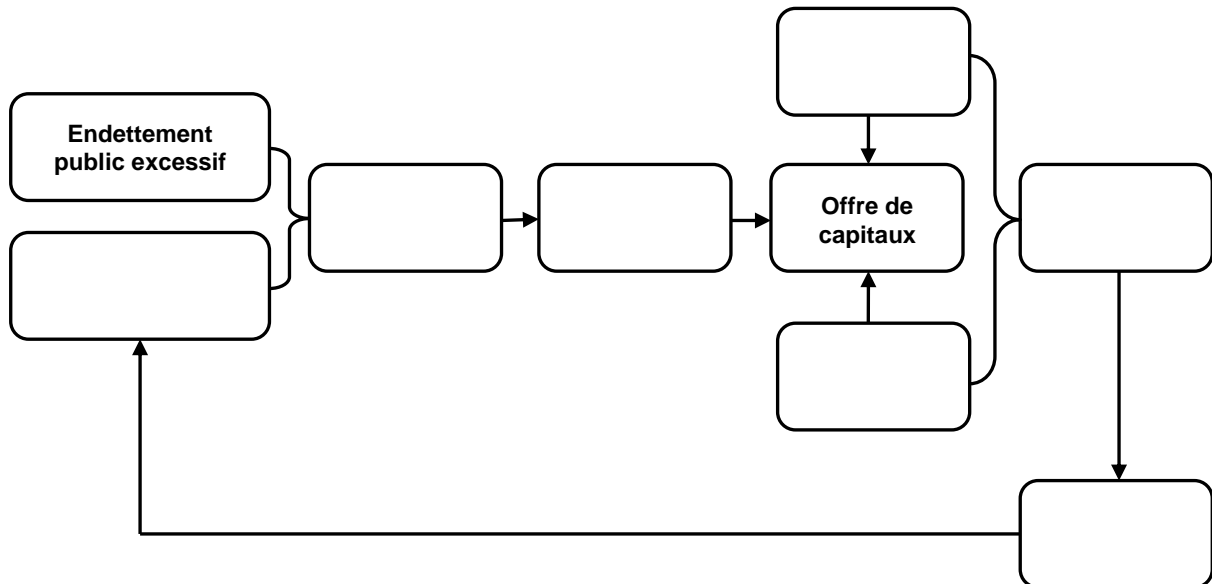 Endettement
public excessif
Offre de
capitaux